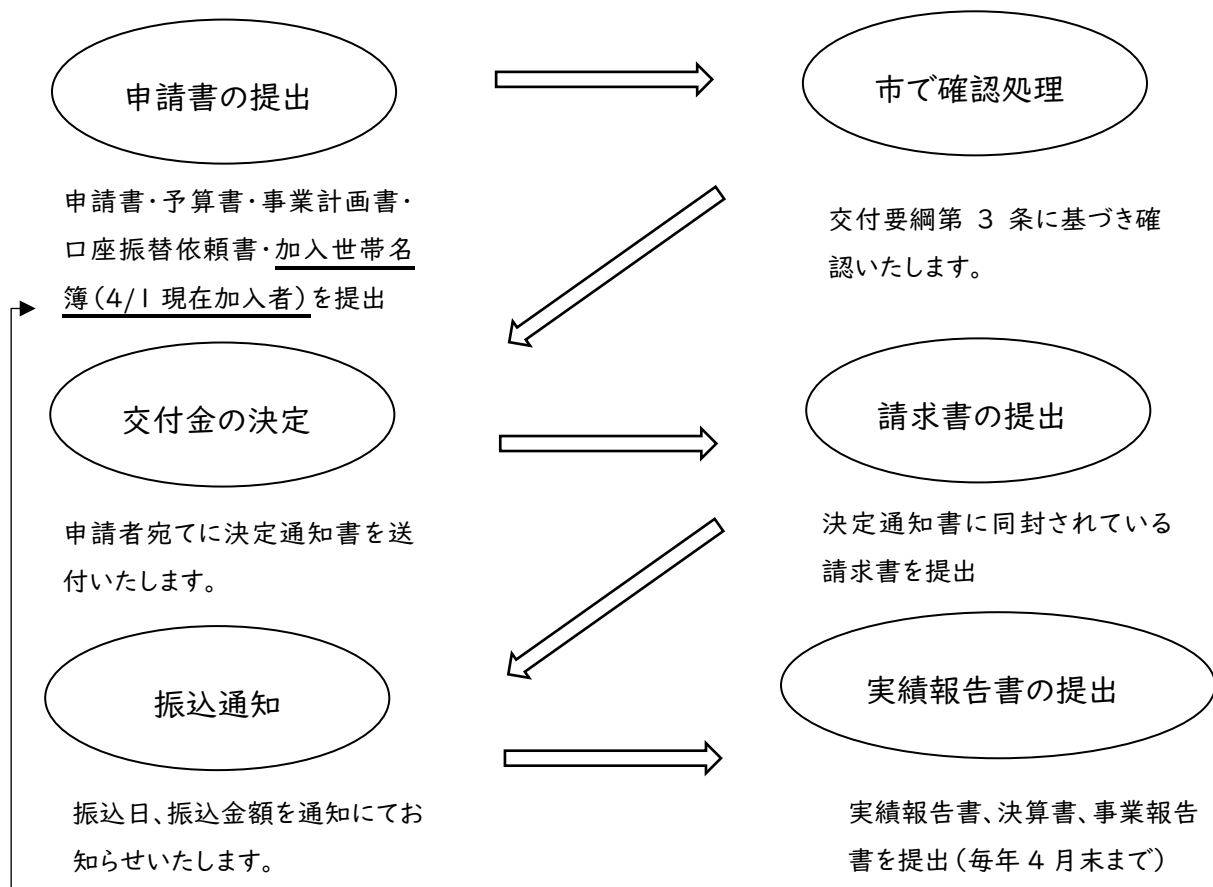 申請書の提出
市で確認処理
申請書・予算書・事業計画書・
口座振替依頼書・加入世帯名
簿(4/1現在加入者)を提出
交付要綱第 3 条に基づき確
認いたします。
交付金の決定
請求書の提出
申請者宛てに決定通知書を送
付いたします。
決定通知書に同封されている
請求書を提出
振込通知
実績報告書の提出
振込日、振込金額を通知にてお
知らせいたします。
実績報告書、決算書、事業報告
書を提出(毎年4月末まで)